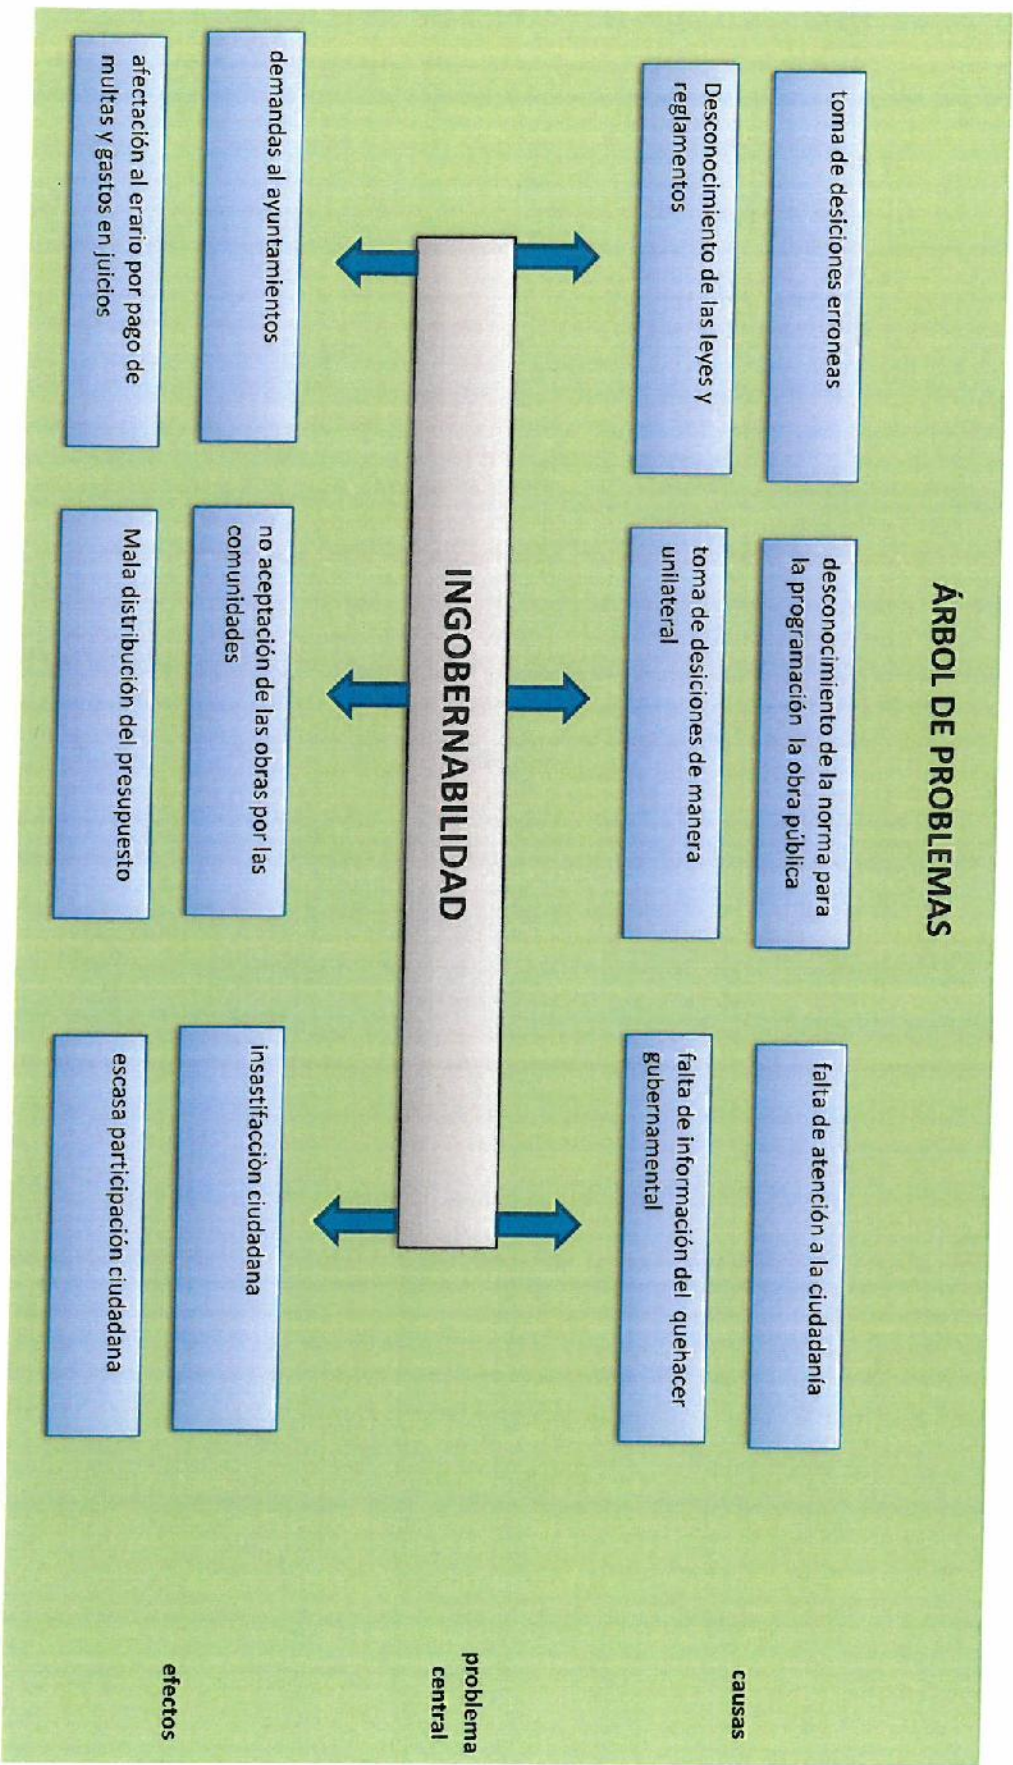 ÁRBOL DE PROBLEMAS
toma de desiciones erroneas
desconocimiento de la norma para
la programación  la obra pública
falta de atención a la ciudadanía
Desconocimiento de las leyes y
reglamentos
toma de desiciones de manera
unilateral
falta de información del  quehacer
gubernamental
causas
INGOBERNABILIDAD
problema
central
demandas al ayuntamientos
no aceptación de las obras por las
comunidades
insastifacciòn ciudadana
efectos
afectación al erario por pago de
multas y gastos en juicios
Mala distribución del presupuesto
escasa participación ciudadana